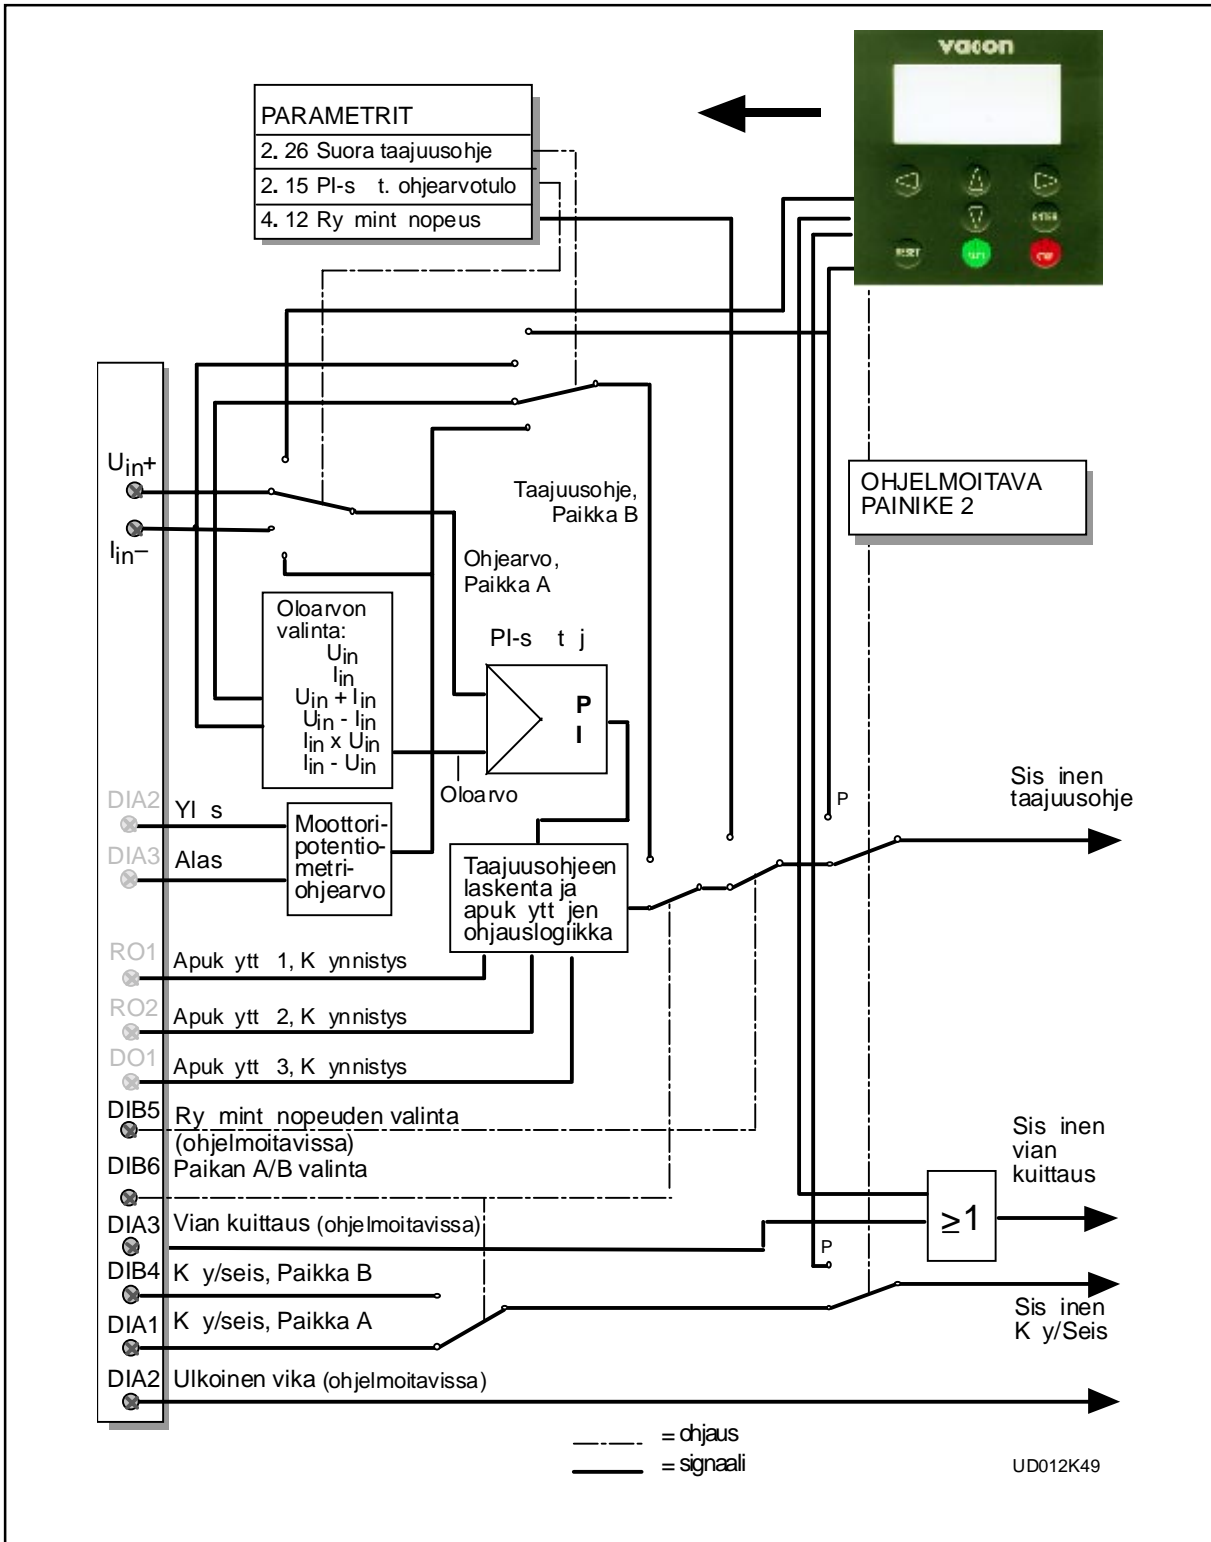 vacon
PARAMETRIT
2. 26 Suora taajuusohje
2. 15 PI-s t. ohjearvotulo
4. 12 Ry mint nopeus
RESET
ENTER
Uin+
Iin−
OHJELMOITAVA
PAINIKE 2
Taajuusohje,
Paikka B
Ohjearvo,
Paikka A
Oloarvon
valinta:
Uin
Iin
Uin + Iin
Uin - Iin
Iin x Uin
Iin - Uin
PI-s t j
P
I
Oloarvo
Sis inen
taajuusohje
P
DIA2
Yl s
DIA3
Alas
Moottori-
potentio-
metri-
ohjearvo
Taajuusohjeen
laskenta ja
apuk ytt jen
ohjauslogiikka
RO1
Apuk ytt 1, K ynnistys
RO2
Apuk ytt 2, K ynnistys
DO1
Apuk ytt 3, K ynnistys
DIB5
Ry mint nopeuden valinta
(ohjelmoitavissa)
DIB6
Paikan A/B valinta
Sis inen
vian
kuittaus
≥1
DIA3
Vian kuittaus (ohjelmoitavissa)
P
DIB4
K y/seis, Paikka B
DIA1
K y/seis, Paikka A
Sis inen
K y/Seis
DIA2
Ulkoinen vika (ohjelmoitavissa)
= ohjaus
= signaali
UD012K49